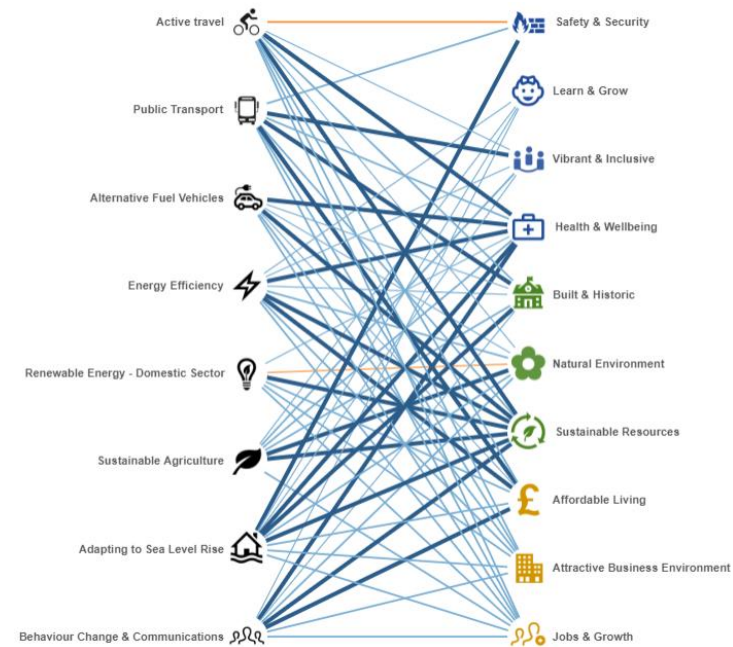 Active travel
Safety & Security
Learn & Grow
Public Transport
Vibrant & Inclusive
Alternative Fuel Vehicles
Health & Wellbeing
Energy Efficiency
Built & Historic
Natural Environment
Renewable Energy - Domestic Sector
Sustainable Resources
Sustainable Agriculture
£
Affordable Living
Adapting to Sea Level Rise
Attractive Business Environment
Behaviour Change & Communications
Jobs & Growth